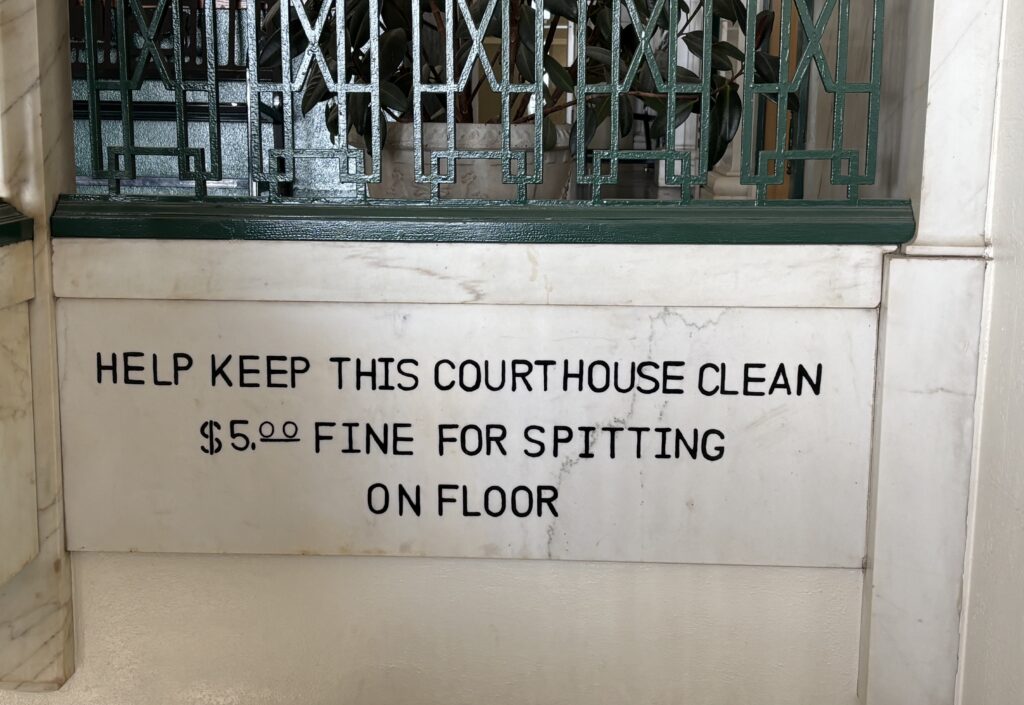 HELP KEEP THIS COURTHOUSE CLEAN
$5.00 FINE FOR SPITTING
ON FLOOR